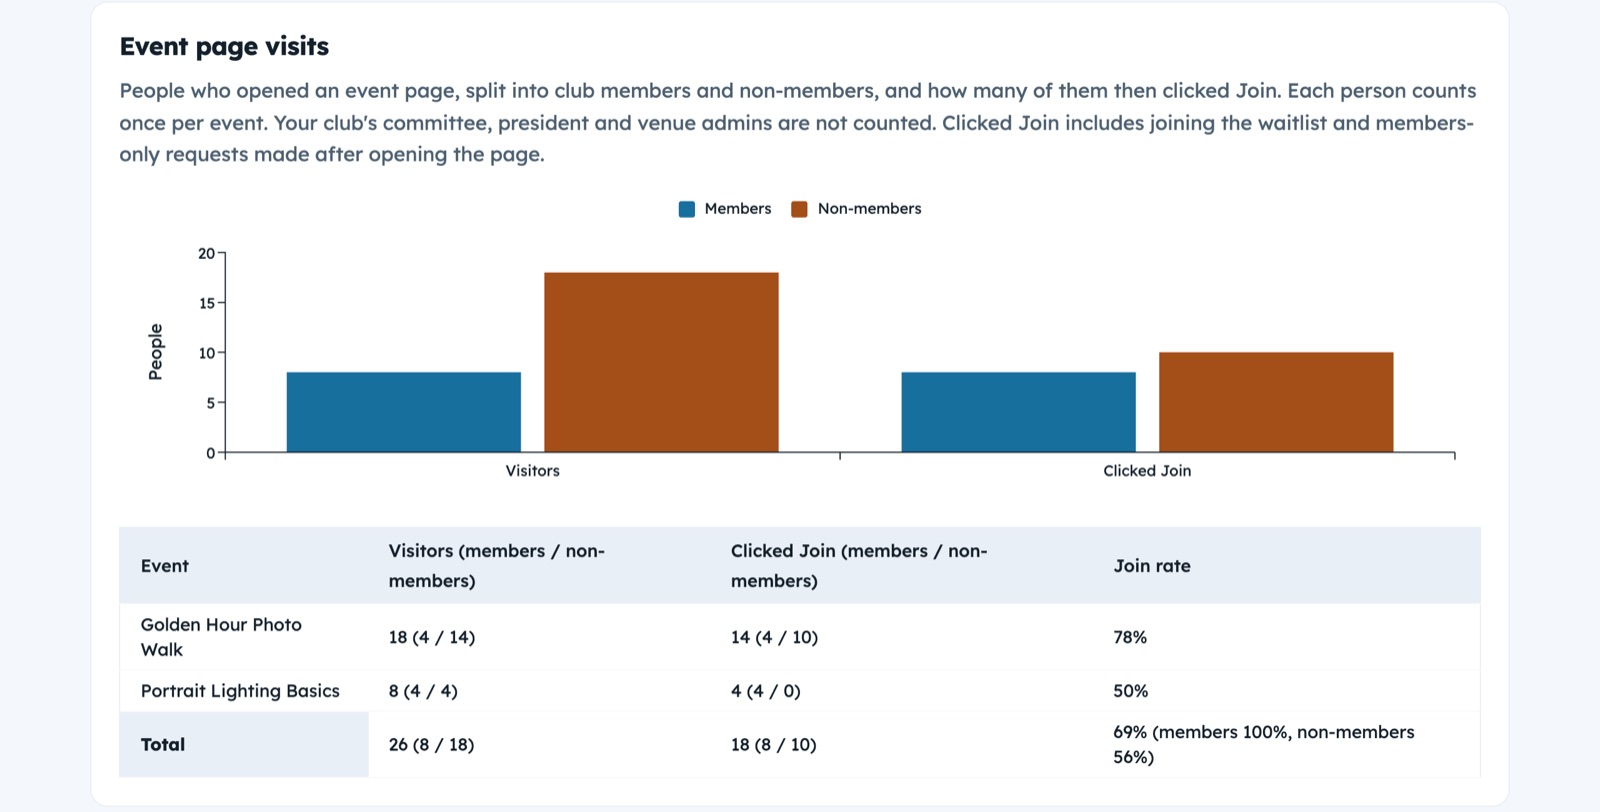 Event page visits
People who opened an event page, split into club members and non-members, and how many of them then clicked Join. Each person counts
once per event. Your club's committee, president and venue admins are not counted. Clicked Join includes joining the waitlist and members-
only requests made after opening the page.
Members Non-members
People
20
15
10
5
0
Visitors Clicked Join
Event
Visitors (members / non-
members)
Clicked Join (members / non-
members)
Join rate
Golden Hour Photo
Walk
18 (4 / 14)
14 (4 / 10)
78%
Portrait Lighting Basics
8 (4 / 4)
4 (4 / 0)
50%
Total
26 (8 / 18)
18 (8 / 10)
69% (members 100%, non-members
56%)